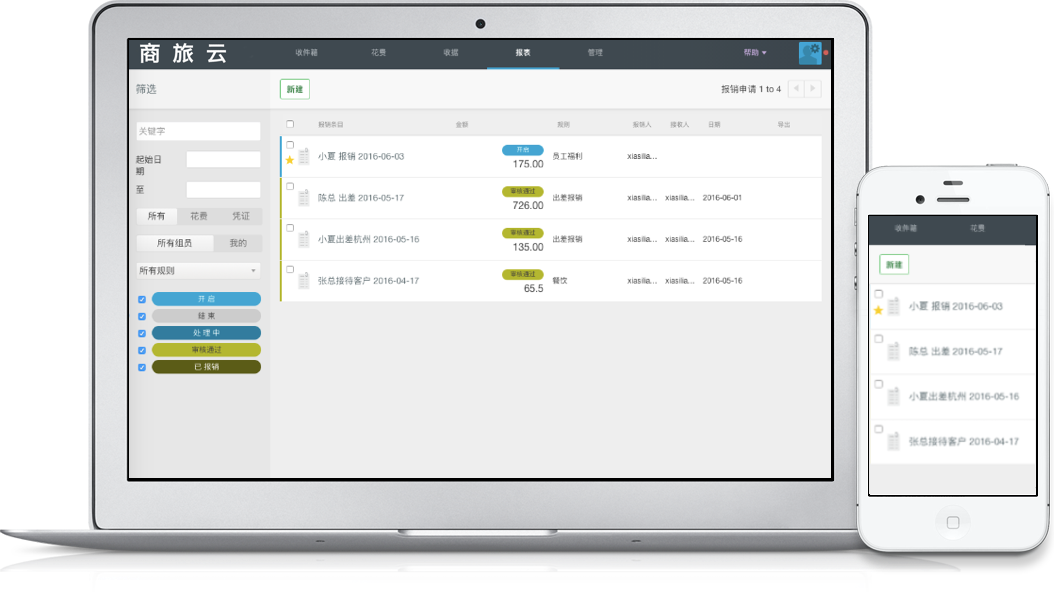 商旅云
收件箱 花费 收据 报表 管理 帮助
筛选 新建 报销申请 1 to 4
关键字
起始日期
至
所有 花费 凭证
所有组员 我的
所有规则
开启
结束
处理中
审核通过
已报销
报销条目 金额 规则 报销人 接收人 日期 导出
小夏 报销 2016-06-03 开启 175.00 员工福利 xiasilia...
陈总 出差 2016-05-17 审核通过 726.00 出差报销 xiasilia... xiasilia... 2016-06-01
小夏出差杭州 2016-05-16 审核通过 135.00 出差报销 xiasilia... xiasilia... 2016-05-16
张总接待客户 2016-04-17 审核通过 65.5 餐饮 xiasilia... xiasilia... 2016-05-16
收件箱 花费
新建
小夏 报销 2016-06-03
陈总 出差 2016-05-17
小夏出差杭州 2016-05-16
张总接待客户 2016-04-17